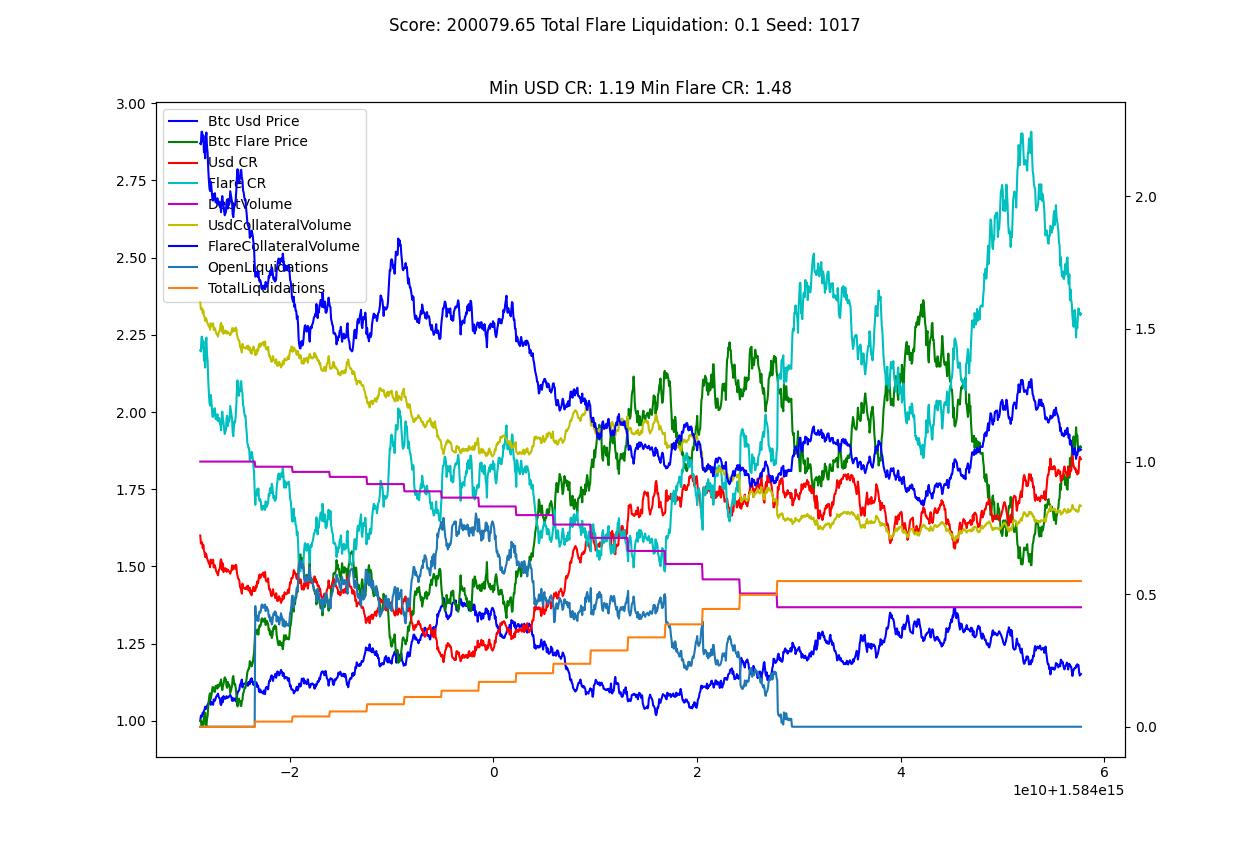 Score: 200079.65 Total Flare Liquidation: 0.1 Seed: 1017
Min USD CR: 1.19 Min Flare CR: 1.48
3.00
2.75
2.50
2.25
2.00
1.75
1.50
1.25
1.00
Btc Usd Price
Btc Flare Price
Usd CR
Flare CR
DebtVolume
UsdCollateralVolume
FlareCollateralVolume
OpenLiquidations
TotalLiquidations
2.0
1.5
1.0
0.5
0.0
−2 0 2 4 6
1e10+1.584e15